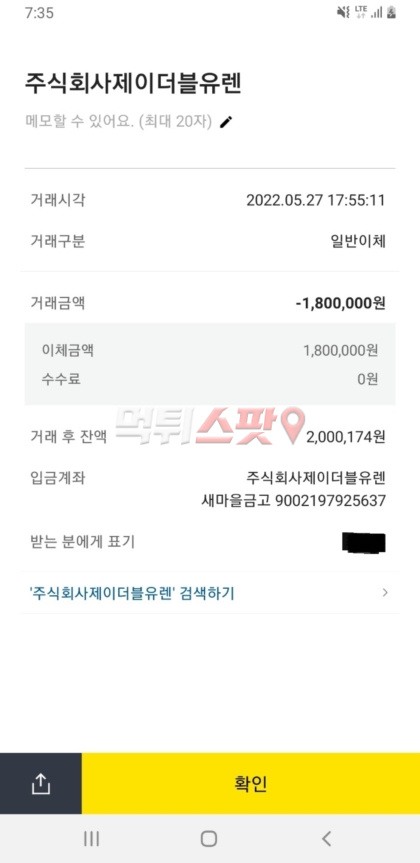 7:35 LTE
주식회사제이더블유렌
메모할 수 있어요. (최대 20자)
거래시각 2022.05.27 17:55:11
거래구분 일반이체
거래금액 -1,800,000원
이체금액 1,800,000원
수수료 0원
먹튀스팟
거래 후 잔액 2,000,174원
입금계좌 주식회사제이더블유렌
새마을금고 9002197925637
받는 분에게 표기
'주식회사제이더블유렌' 검색하기
확인